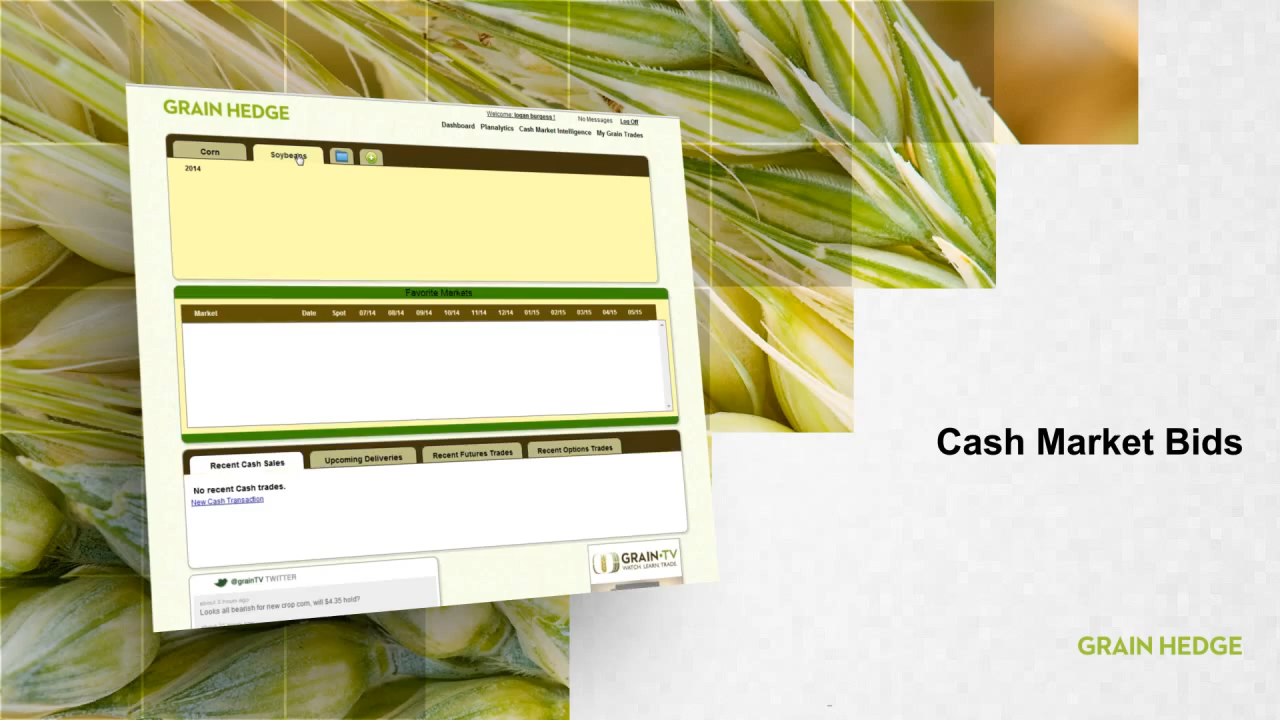 GRAIN HEDGE
Welcome: logan burgess ! No Messages Log Off
Dashboard Planalytics Cash Market Intelligence My Grain Trades
Corn Soybeans
2014
Favorite Markets
Market Date Spot 07/14 08/14 09/14 10/14 11/14 12/14 01/15 02/15 03/15 04/15 05/15
Recent Cash Sales Upcoming Deliveries Recent Futures Trades Recent Options Trades
No recent Cash trades.
New Cash Transaction
@grainTV TWITTER
Looks all bearish for new crop corn, will $4.35 hold?
GRAIN·TV
WATCH. LEARN. TRADE.
Cash Market Bids
GRAIN HEDGE